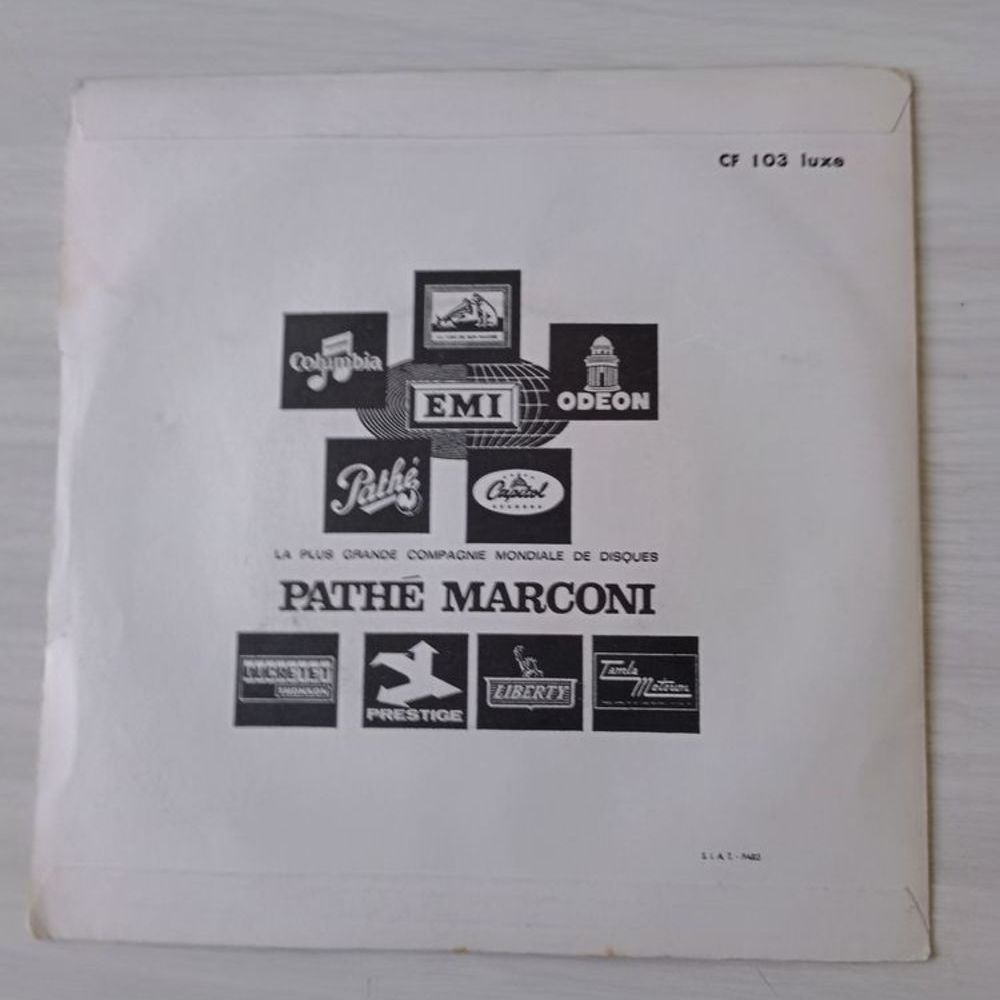 CF 103 luxe
Columbia
EMI
ODEON
Pathé
Capitol
RECORDS
LA PLUS GRANDE COMPAGNIE MONDIALE DE DISQUES
PATHÉ MARCONI
DUCRETET
THOMSON
PRESTIGE
LIBERTY
Tamla
Motown